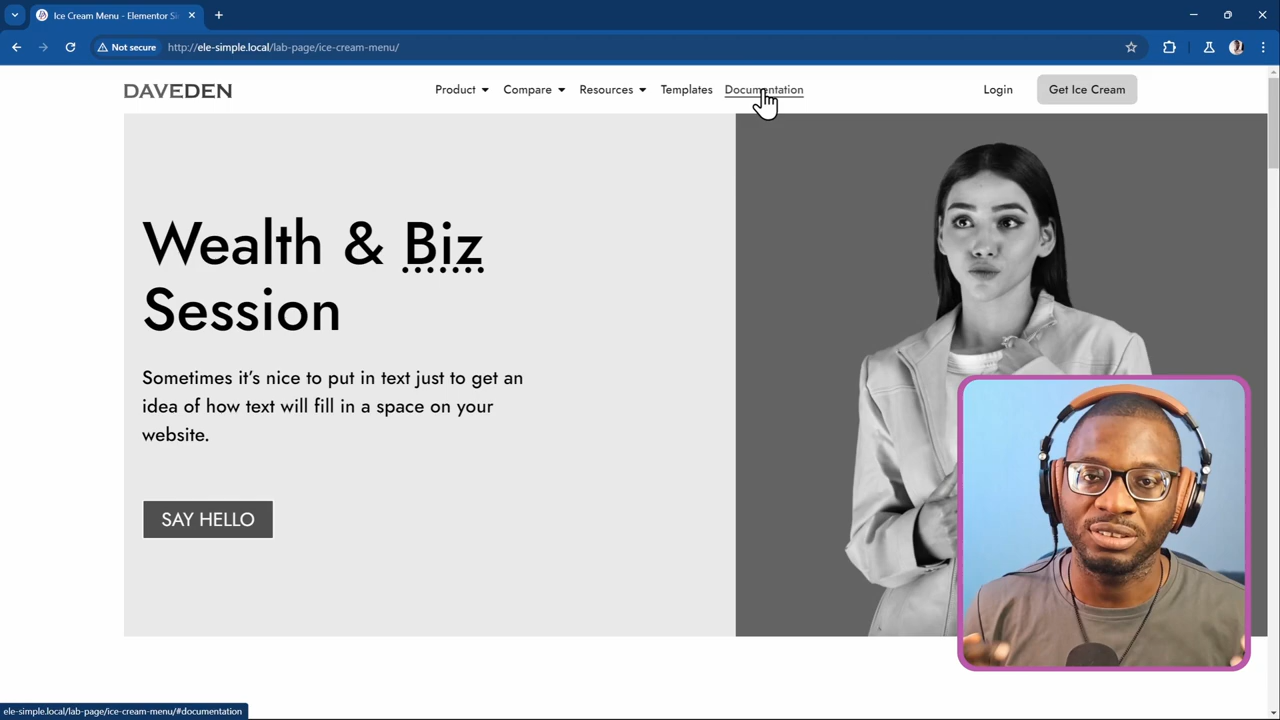 Ice Cream Menu - Elementor Si
Not secure
http://ele-simple.local/lab-page/ice-cream-menu/
DAVEDEN
Product
Compare
Resources
Templates
Documentation
Login
Get Ice Cream
Wealth & Biz
Session
Sometimes it’s nice to put in text just to get an
idea of how text will fill in a space on your
website.
SAY HELLO
ele-simple.local/lab-page/ice-cream-menu/#documentation